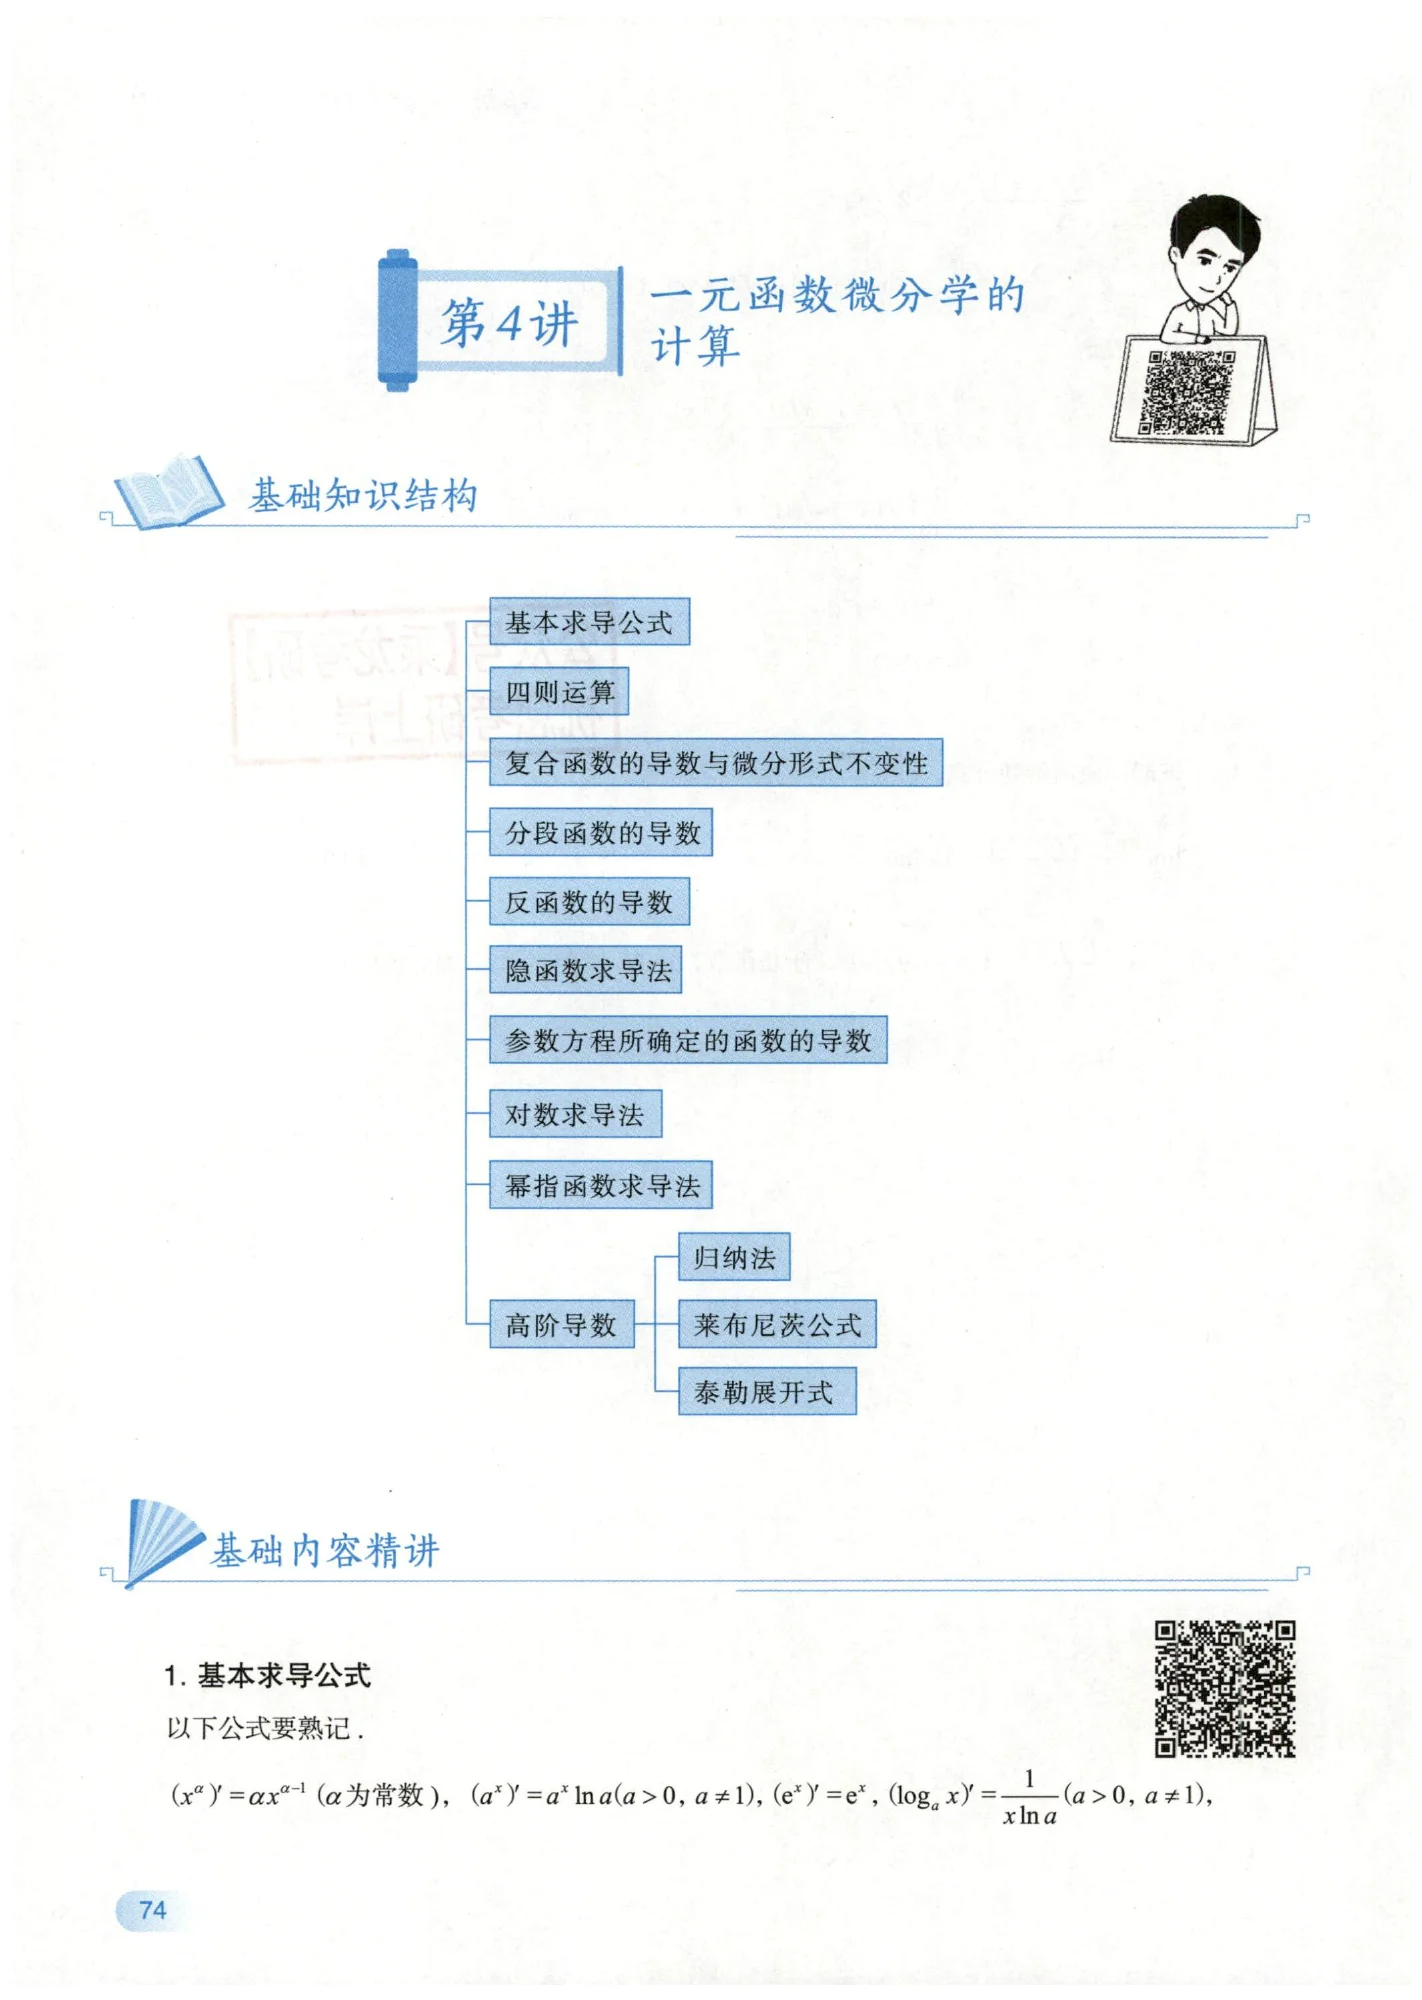 第4讲
一元函数微分学的
计算
基础知识结构
基本求导公式
四则运算
复合函数的导数与微分形式不变性
分段函数的导数
反函数的导数
隐函数求导法
参数方程所确定的函数的导数
对数求导法
幂指函数求导法
高阶导数
归纳法
莱布尼茨公式
泰勒展开式
基础内容精讲
1. 基本求导公式
以下公式要熟记.
(x^α)′=αx^(α−1) (α为常数), (a^x)′=a^x ln a(a>0, a≠1), (e^x)′=e^x, (log_a x)′=1/(x ln a) (a>0, a≠1),
74